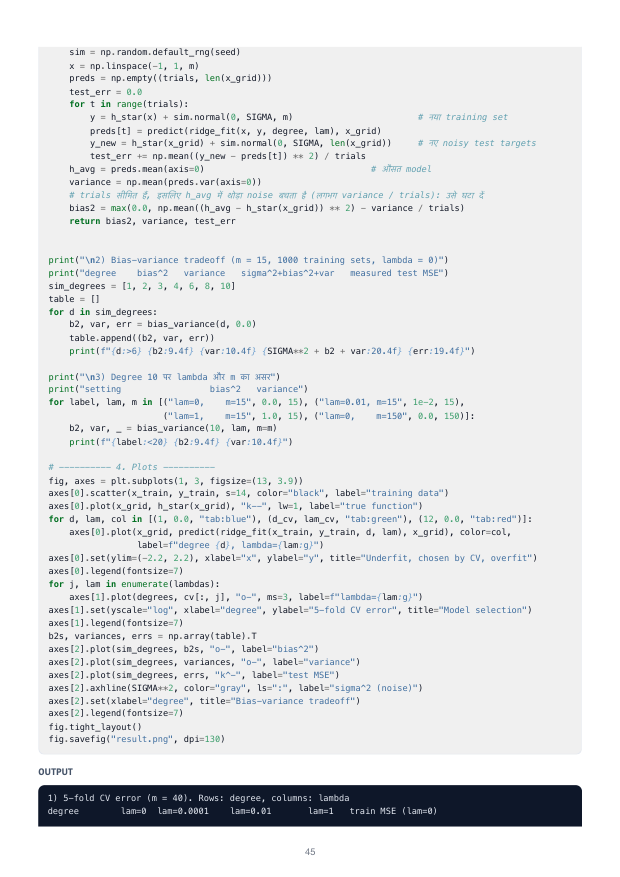 sim = np.random.default_rng(seed)
    x = np.linspace(-1, 1, m)
    preds = np.empty((trials, len(x_grid)))
    test_err = 0.0
    for t in range(trials):
        y = h_star(x) + sim.normal(0, SIGMA, m)                        # नया training set
        preds[t] = predict(ridge_fit(x, y, degree, lam), x_grid)
        y_new = h_star(x_grid) + sim.normal(0, SIGMA, len(x_grid))     # नए noisy test targets
        test_err += np.mean((y_new - preds[t]) ** 2) / trials
    h_avg = preds.mean(axis=0)                                # औसत model
    variance = np.mean(preds.var(axis=0))
    # trials सीमित हैं, इसलिए h_avg में थोड़ा noise बचता है (लगभग variance / trials): उसे घटा दें
    bias2 = max(0.0, np.mean((h_avg - h_star(x_grid)) ** 2) - variance / trials)
    return bias2, variance, test_err
print("\n2) Bias-variance tradeoff (m = 15, 1000 training sets, lambda = 0)")
print("degree    bias^2   variance   sigma^2+bias^2+var   measured test MSE")
sim_degrees = [1, 2, 3, 4, 6, 8, 10]
table = []
for d in sim_degrees:
    b2, var, err = bias_variance(d, 0.0)
    table.append((b2, var, err))
    print(f"{d:>6} {b2:9.4f} {var:10.4f} {SIGMA**2 + b2 + var:20.4f} {err:19.4f}")
print("\n3) Degree 10 पर lambda और m का असर")
print("setting                 bias^2   variance")
for label, lam, m in [("lam=0,    m=15", 0.0, 15), ("lam=0.01, m=15", 1e-2, 15),
                      ("lam=1,    m=15", 1.0, 15), ("lam=0,    m=150", 0.0, 150)]:
    b2, var, _ = bias_variance(10, lam, m=m)
    print(f"{label:<20} {b2:9.4f} {var:10.4f}")
# ---------- 4. Plots ----------
fig, axes = plt.subplots(1, 3, figsize=(13, 3.9))
axes[0].scatter(x_train, y_train, s=14, color="black", label="training data")
axes[0].plot(x_grid, h_star(x_grid), "k--", lw=1, label="true function")
for d, lam, col in [(1, 0.0, "tab:blue"), (d_cv, lam_cv, "tab:green"), (12, 0.0, "tab:red")]:
    axes[0].plot(x_grid, predict(ridge_fit(x_train, y_train, d, lam), x_grid), color=col,
                 label=f"degree {d}, lambda={lam:g}")
axes[0].set(ylim=(-2.2, 2.2), xlabel="x", ylabel="y", title="Underfit, chosen by CV, overfit")
axes[0].legend(fontsize=7)
for j, lam in enumerate(lambdas):
    axes[1].plot(degrees, cv[:, j], "o-", ms=3, label=f"lambda={lam:g}")
axes[1].set(yscale="log", xlabel="degree", ylabel="5-fold CV error", title="Model selection")
axes[1].legend(fontsize=7)
b2s, variances, errs = np.array(table).T
axes[2].plot(sim_degrees, b2s, "o-", label="bias^2")
axes[2].plot(sim_degrees, variances, "o-", label="variance")
axes[2].plot(sim_degrees, errs, "k^-", label="test MSE")
axes[2].axhline(SIGMA**2, color="gray", ls=":", label="sigma^2 (noise)")
axes[2].set(xlabel="degree", title="Bias-variance tradeoff")
axes[2].legend(fontsize=7)
fig.tight_layout()
fig.savefig("result.png", dpi=130)
OUTPUT
1) 5-fold CV error (m = 40). Rows: degree, columns: lambda
degree        lam=0  lam=0.0001    lam=0.01       lam=1   train MSE (lam=0)
45